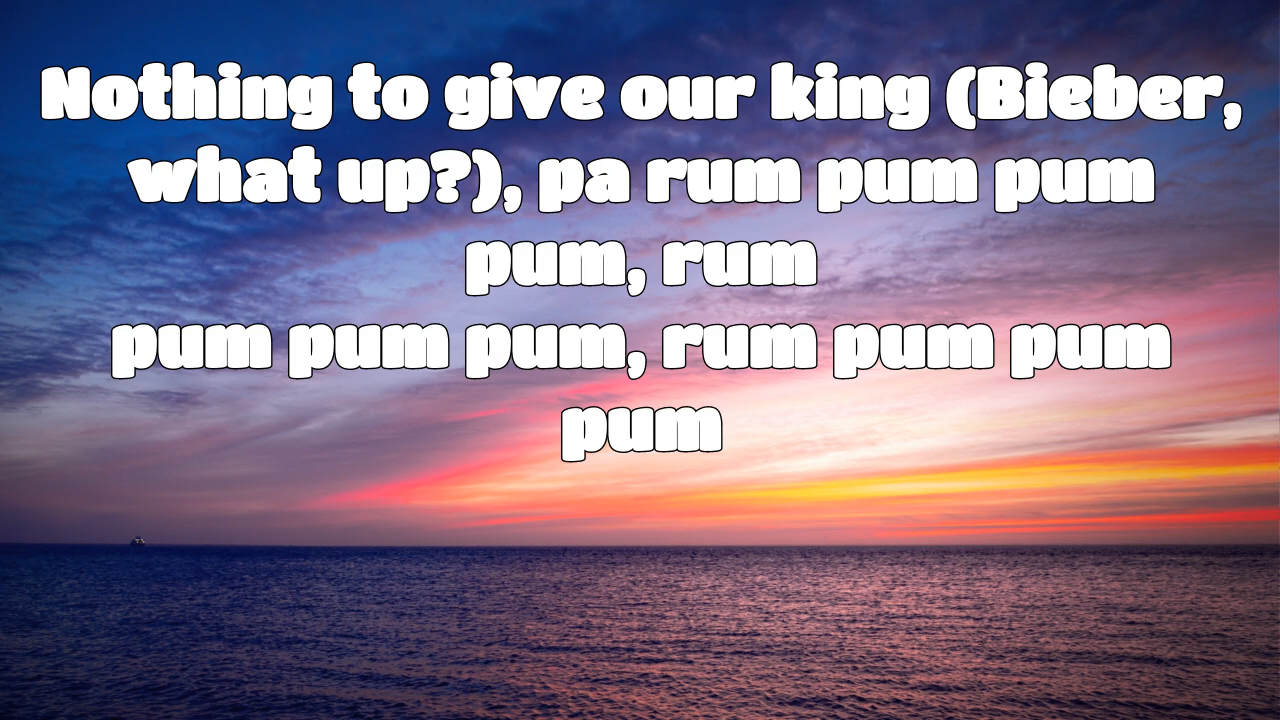 Nothing to give our king (Bieber,
what up?), pa rum pum pum
pum, rum
pum pum pum, rum pum pum
pum